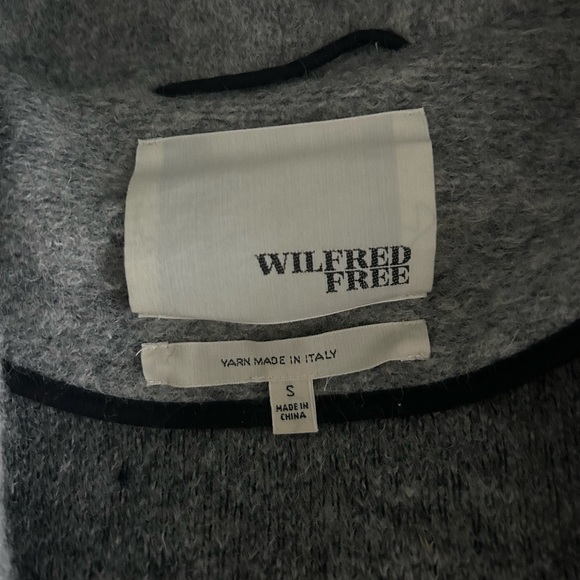 WILFRED
FREE
YARN MADE IN ITALY
S
MADE IN
CHINA